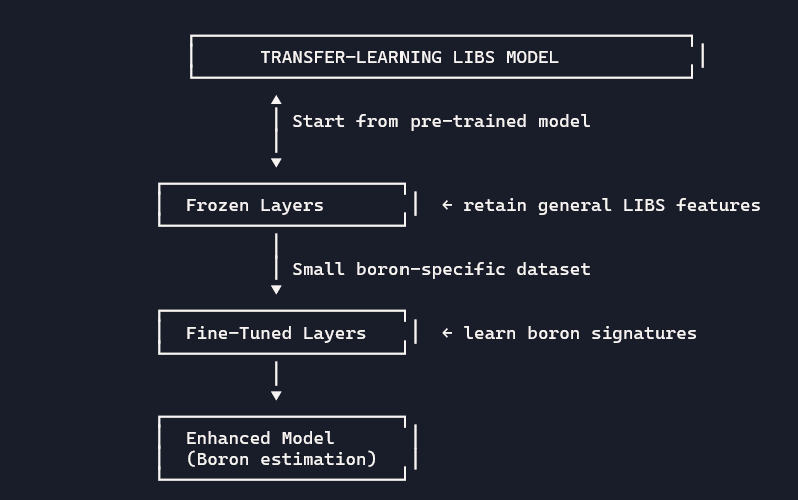 TRANSFER-LEARNING LIBS MODEL
Start from pre-trained model
Frozen Layers ← retain general LIBS features
Small boron-specific dataset
Fine-Tuned Layers ← learn boron signatures
Enhanced Model
(Boron estimation)